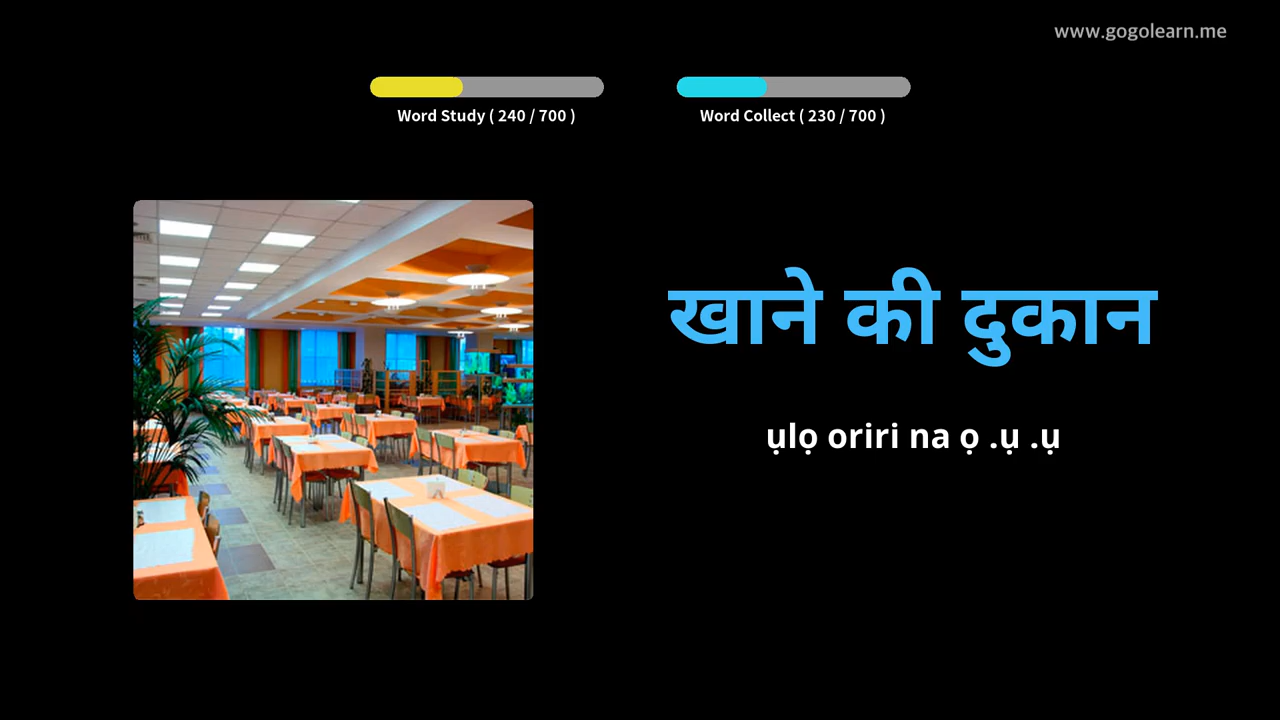 www.gogolearn.me
Word Study ( 240 / 700 )
Word Collect ( 230 / 700 )
खाने की दुकान
ụlọ oriri na ọ .ụ .ụ